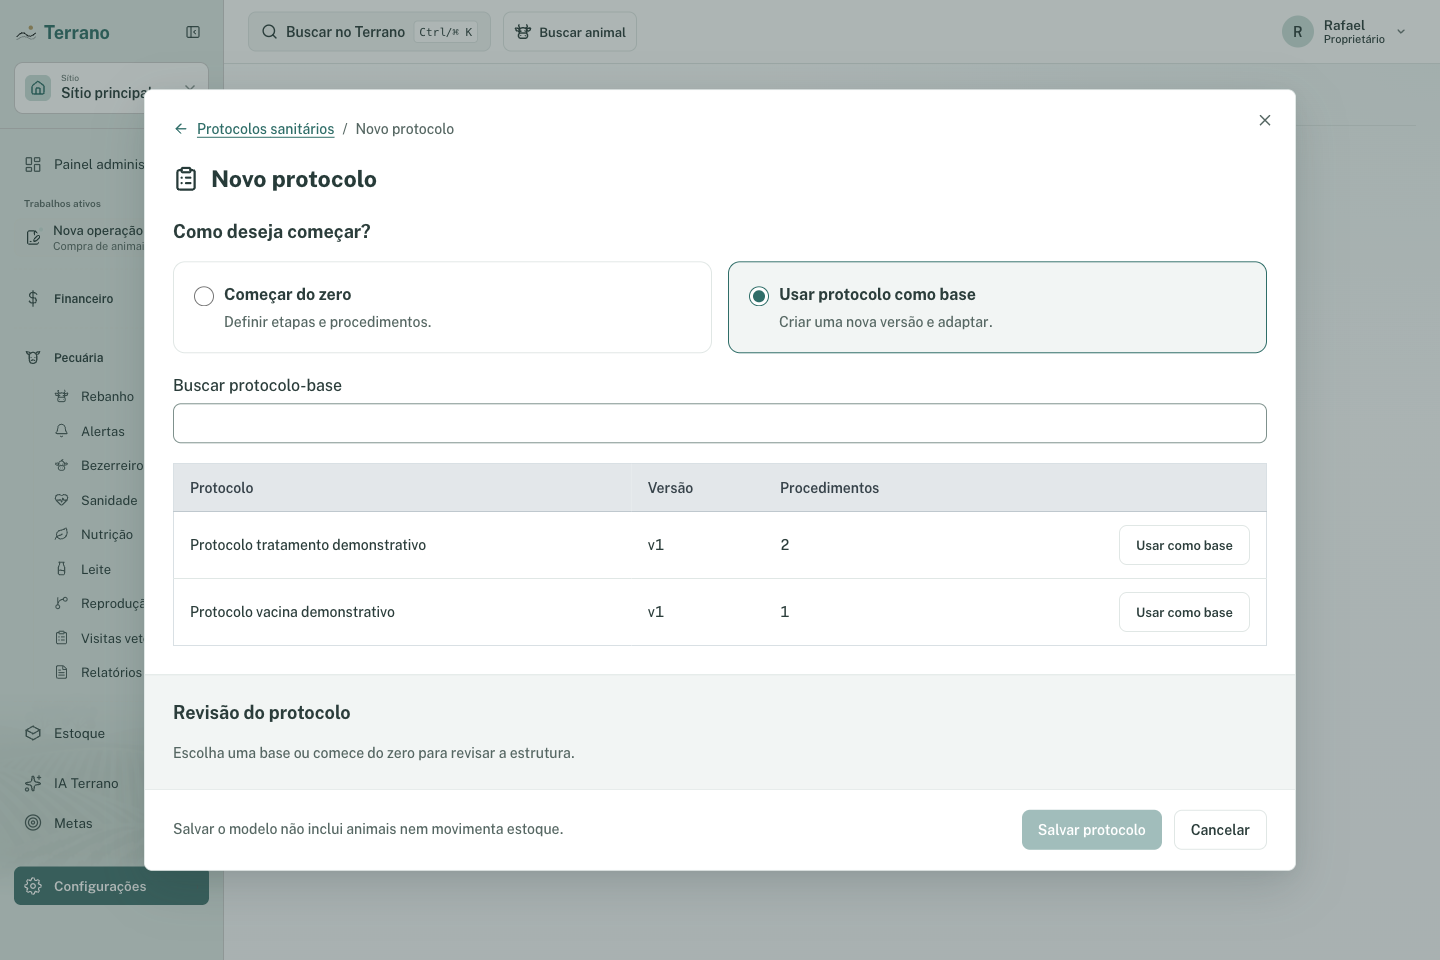 Terrano
Buscar no Terrano Ctrl/⌘ K
Buscar animal
R
Rafael
Proprietário
Sítio
Sítio principal
Painel adminis
Trabalhos ativos
Nova operação
Compra de animai
Financeiro
Pecuária
Rebanho
Alertas
Bezerreiro
Sanidade
Nutrição
Leite
Reproduç
Visitas vet
Relatórios
Estoque
IA Terrano
Metas
Configurações
Protocolos sanitários / Novo protocolo
Novo protocolo
Como deseja começar?
Começar do zero
Definir etapas e procedimentos.
Usar protocolo como base
Criar uma nova versão e adaptar.
Buscar protocolo-base
Protocolo Versão Procedimentos
Protocolo tratamento demonstrativo v1 2 Usar como base
Protocolo vacina demonstrativo v1 1 Usar como base
Revisão do protocolo
Escolha uma base ou comece do zero para revisar a estrutura.
Salvar o modelo não inclui animais nem movimenta estoque.
Salvar protocolo
Cancelar